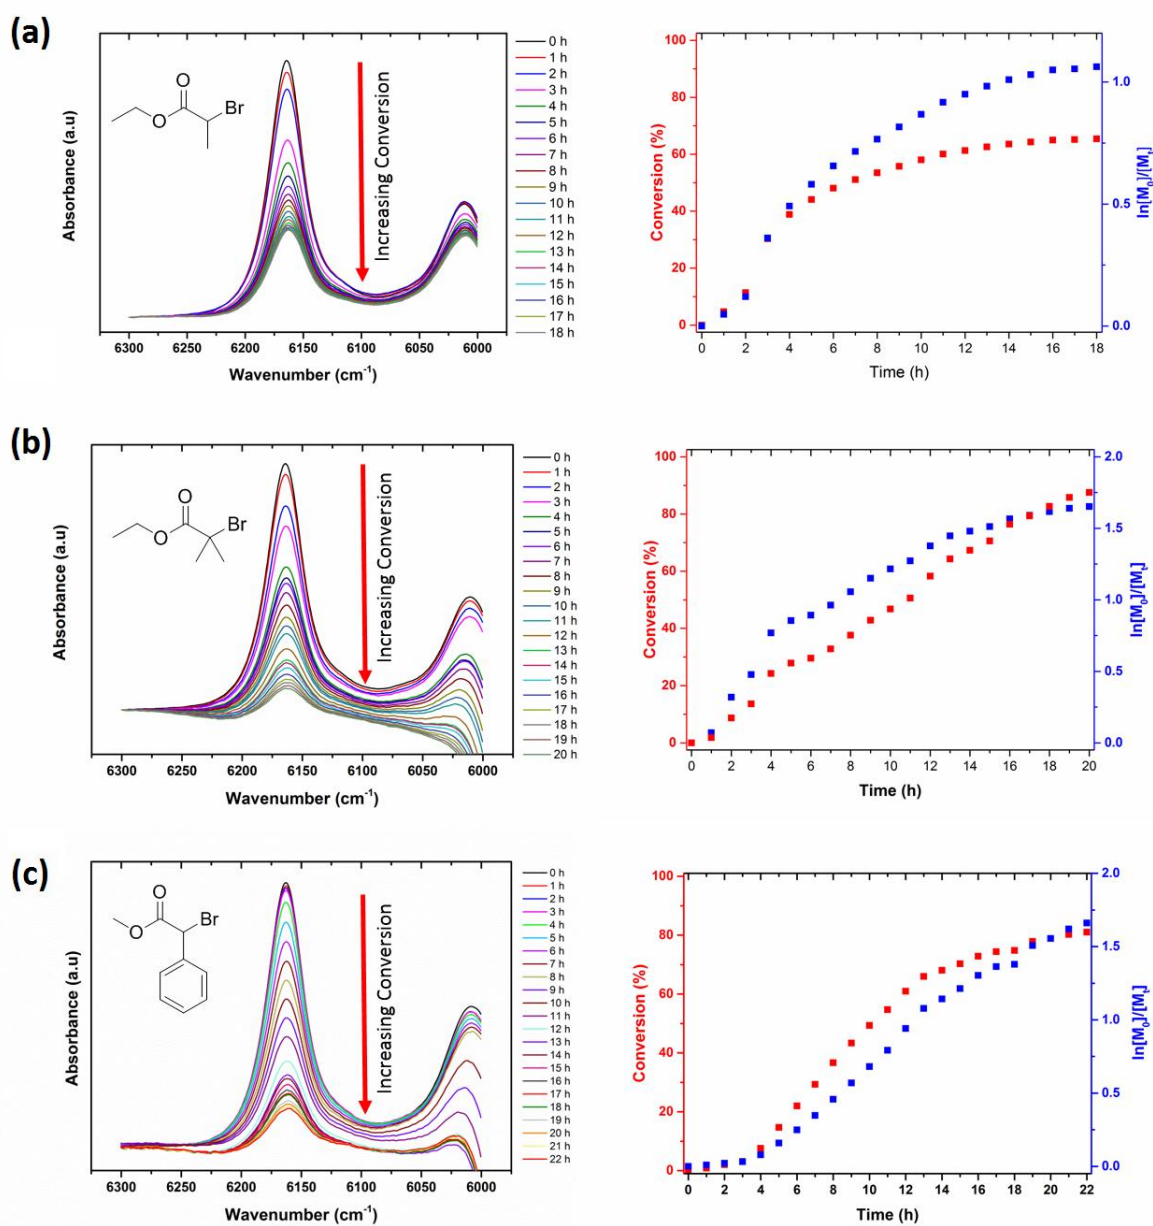 (a)
Absorbance (a.u)
O
O
Br
Increasing Conversion
0 h
1 h
2 h
3 h
4 h
5 h
6 h
7 h
8 h
9 h
10 h
11 h
12 h
13 h
14 h
15 h
16 h
17 h
18 h
6300 6250 6200 6150 6100 6050 6000
Wavenumber (cm⁻¹)
Conversion (%)
100
80
60
40
20
0
ln[M₀]/[Mₜ]
1.0
0.5
0.0
0 2 4 6 8 10 12 14 16 18
Time (h)
(b)
Absorbance (a.u)
O
O
Br
Increasing Conversion
0 h
1 h
2 h
3 h
4 h
5 h
6 h
7 h
8 h
9 h
10 h
11 h
12 h
13 h
14 h
15 h
16 h
17 h
18 h
19 h
20 h
6300 6250 6200 6150 6100 6050 6000
Wavenumber (cm⁻¹)
Conversion (%)
100
80
60
40
20
0
ln[M₀]/[Mₜ]
2.0
1.5
1.0
0.5
0.0
0 2 4 6 8 10 12 14 16 18 20
Time (h)
(c)
Absorbance (a.u)
O
O
Br
Increasing Conversion
0 h
1 h
2 h
3 h
4 h
5 h
6 h
7 h
8 h
9 h
10 h
11 h
12 h
13 h
14 h
15 h
16 h
17 h
18 h
19 h
20 h
21 h
22 h
6300 6250 6200 6150 6100 6050 6000
Wavenumber (cm⁻¹)
Conversion (%)
100
80
60
40
20
0
ln[M₀]/[Mₜ]
2.0
1.5
1.0
0.5
0.0
0 2 4 6 8 10 12 14 16 18 20 22
Time (h)